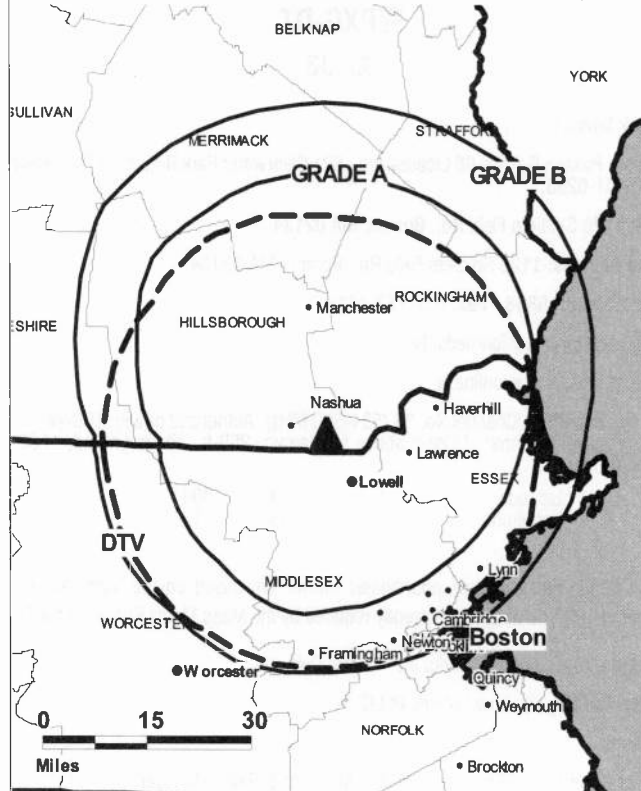 BELKNAP
YORK
SULLIVAN
MERRIMACK
STRAFFORD
GRADE A
GRADE B
ROCKINGHAM
Manchester
HILLSBOROUGH
ESHIRE
Nashua
Haverhill
Lawrence
Lowell
ESSEX
DTV
Lynn
MIDDLESEX
Cambridge
WORCESTER
Newton
Boston
Framingham
Worcester
Quincy
Weymouth
0 15 30
NORFOLK
Miles
Brockton